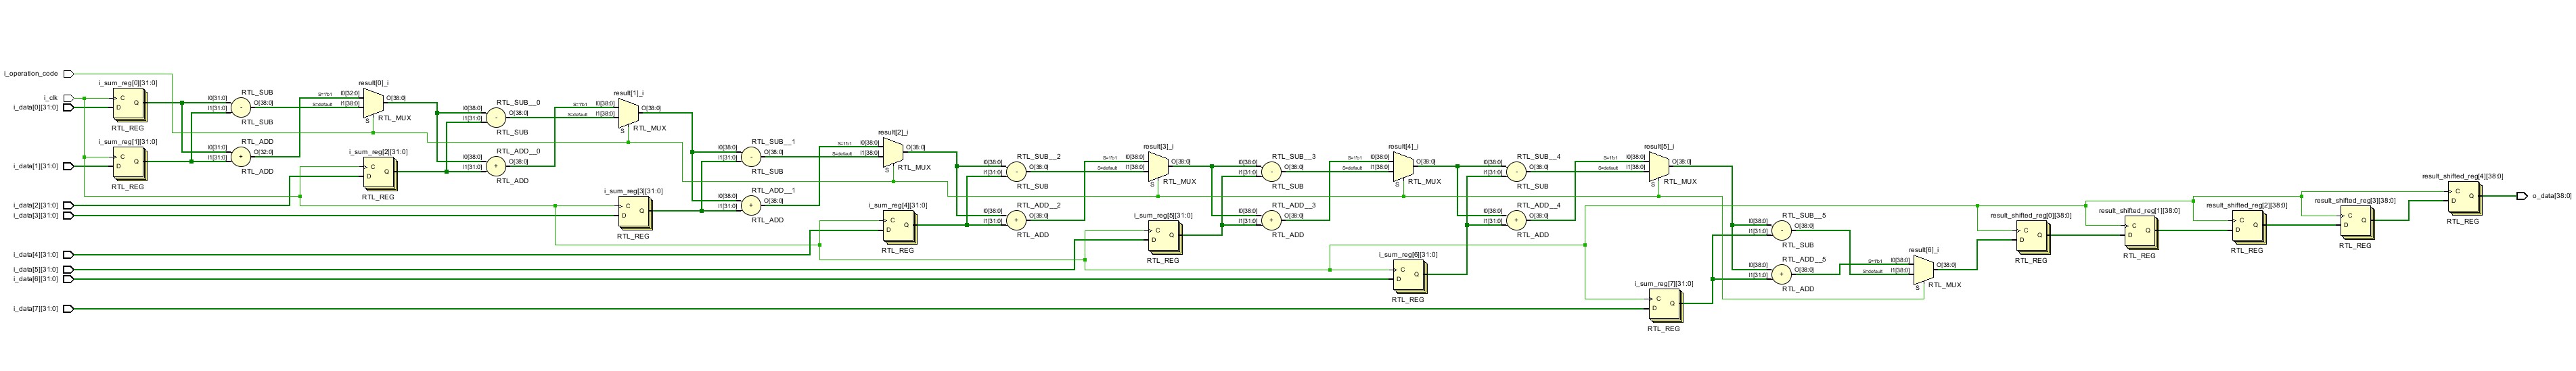 i_operation_code
i_clk
i_data[0][31:0]
i_data[1][31:0]
i_data[2][31:0]
i_data[3][31:0]
i_data[4][31:0]
i_data[5][31:0]
i_data[6][31:0]
i_data[7][31:0]
i_sum_reg[0][31:0]
C
D
Q
RTL_REG
i_sum_reg[1][31:0]
C
D
Q
RTL_REG
RTL_SUB
I0[31:0]
I1[31:0]
-
O[38:0]
RTL_SUB
RTL_ADD
I0[31:0]
I1[31:0]
+
O[32:0]
RTL_ADD
result[0]_i
S=1'b1
I0[32:0]
S=default
I1[38:0]
O[38:0]
S
RTL_MUX
i_sum_reg[2][31:0]
C
D
Q
RTL_REG
RTL_SUB__0
I0[38:0]
I1[31:0]
-
O[38:0]
RTL_SUB
RTL_ADD__0
I0[38:0]
I1[31:0]
+
O[38:0]
RTL_ADD
result[1]_i
S=1'b1
I0[38:0]
S=default
I1[38:0]
O[38:0]
S
RTL_MUX
i_sum_reg[3][31:0]
C
D
Q
RTL_REG
RTL_SUB__1
I0[38:0]
I1[31:0]
-
O[38:0]
RTL_SUB
RTL_ADD__1
I0[38:0]
I1[31:0]
+
O[38:0]
RTL_ADD
result[2]_i
S=1'b1
I0[38:0]
S=default
I1[38:0]
O[38:0]
S
RTL_MUX
i_sum_reg[4][31:0]
C
D
Q
RTL_REG
RTL_SUB__2
I0[38:0]
I1[31:0]
-
O[38:0]
RTL_SUB
RTL_ADD__2
I0[38:0]
I1[31:0]
+
O[38:0]
RTL_ADD
result[3]_i
S=1'b1
I0[38:0]
S=default
I1[38:0]
O[38:0]
S
RTL_MUX
i_sum_reg[5][31:0]
C
D
Q
RTL_REG
RTL_SUB__3
I0[38:0]
I1[31:0]
-
O[38:0]
RTL_SUB
RTL_ADD__3
I0[38:0]
I1[31:0]
+
O[38:0]
RTL_ADD
result[4]_i
S=1'b1
I0[38:0]
S=default
I1[38:0]
O[38:0]
S
RTL_MUX
i_sum_reg[6][31:0]
C
D
Q
RTL_REG
RTL_SUB__4
I0[38:0]
I1[31:0]
-
O[38:0]
RTL_SUB
RTL_ADD__4
I0[38:0]
I1[31:0]
+
O[38:0]
RTL_ADD
result[5]_i
S=1'b1
I0[38:0]
S=default
I1[38:0]
O[38:0]
S
RTL_MUX
i_sum_reg[7][31:0]
C
D
Q
RTL_REG
RTL_SUB__5
I0[38:0]
I1[31:0]
-
O[38:0]
RTL_SUB
RTL_ADD__5
I0[38:0]
I1[31:0]
+
O[38:0]
RTL_ADD
result[6]_i
S=1'b1
I0[38:0]
S=default
I1[38:0]
O[38:0]
S
RTL_MUX
result_shifted_reg[0][38:0]
C
D
Q
RTL_REG
result_shifted_reg[1][38:0]
C
D
Q
RTL_REG
result_shifted_reg[2][38:0]
C
D
Q
RTL_REG
result_shifted_reg[3][38:0]
C
D
Q
RTL_REG
result_shifted_reg[4][38:0]
C
D
Q
RTL_REG
o_data[38:0]